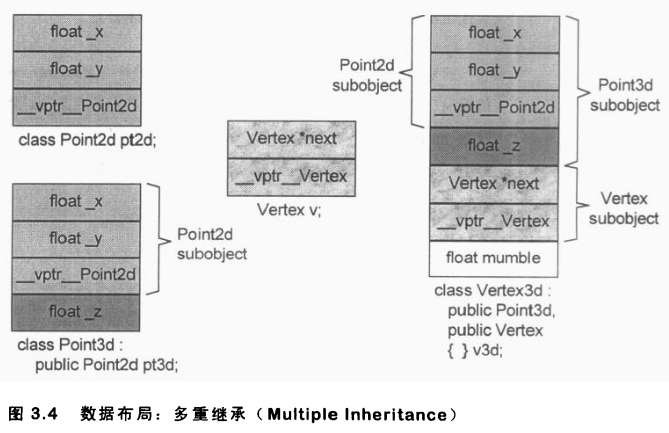 float _x
float _y
__vptr__Point2d
class Point2d pt2d;
float _x
float _y
__vptr__Point2d
float _z
Point2d
subobject
class Point3d :
public Point2d pt3d;
Vertex *next
__vptr__Vertex
Vertex v;
Point2d
subobject
float _x
float _y
__vptr__Point2d
float _z
Vertex *next
__vptr__Vertex
float mumble
Point3d
subobject
Vertex
subobject
class Vertex3d :
public Point3d,
public Vertex
{ } v3d;
图 3.4 数据布局：多重继承（Multiple Inheritance）